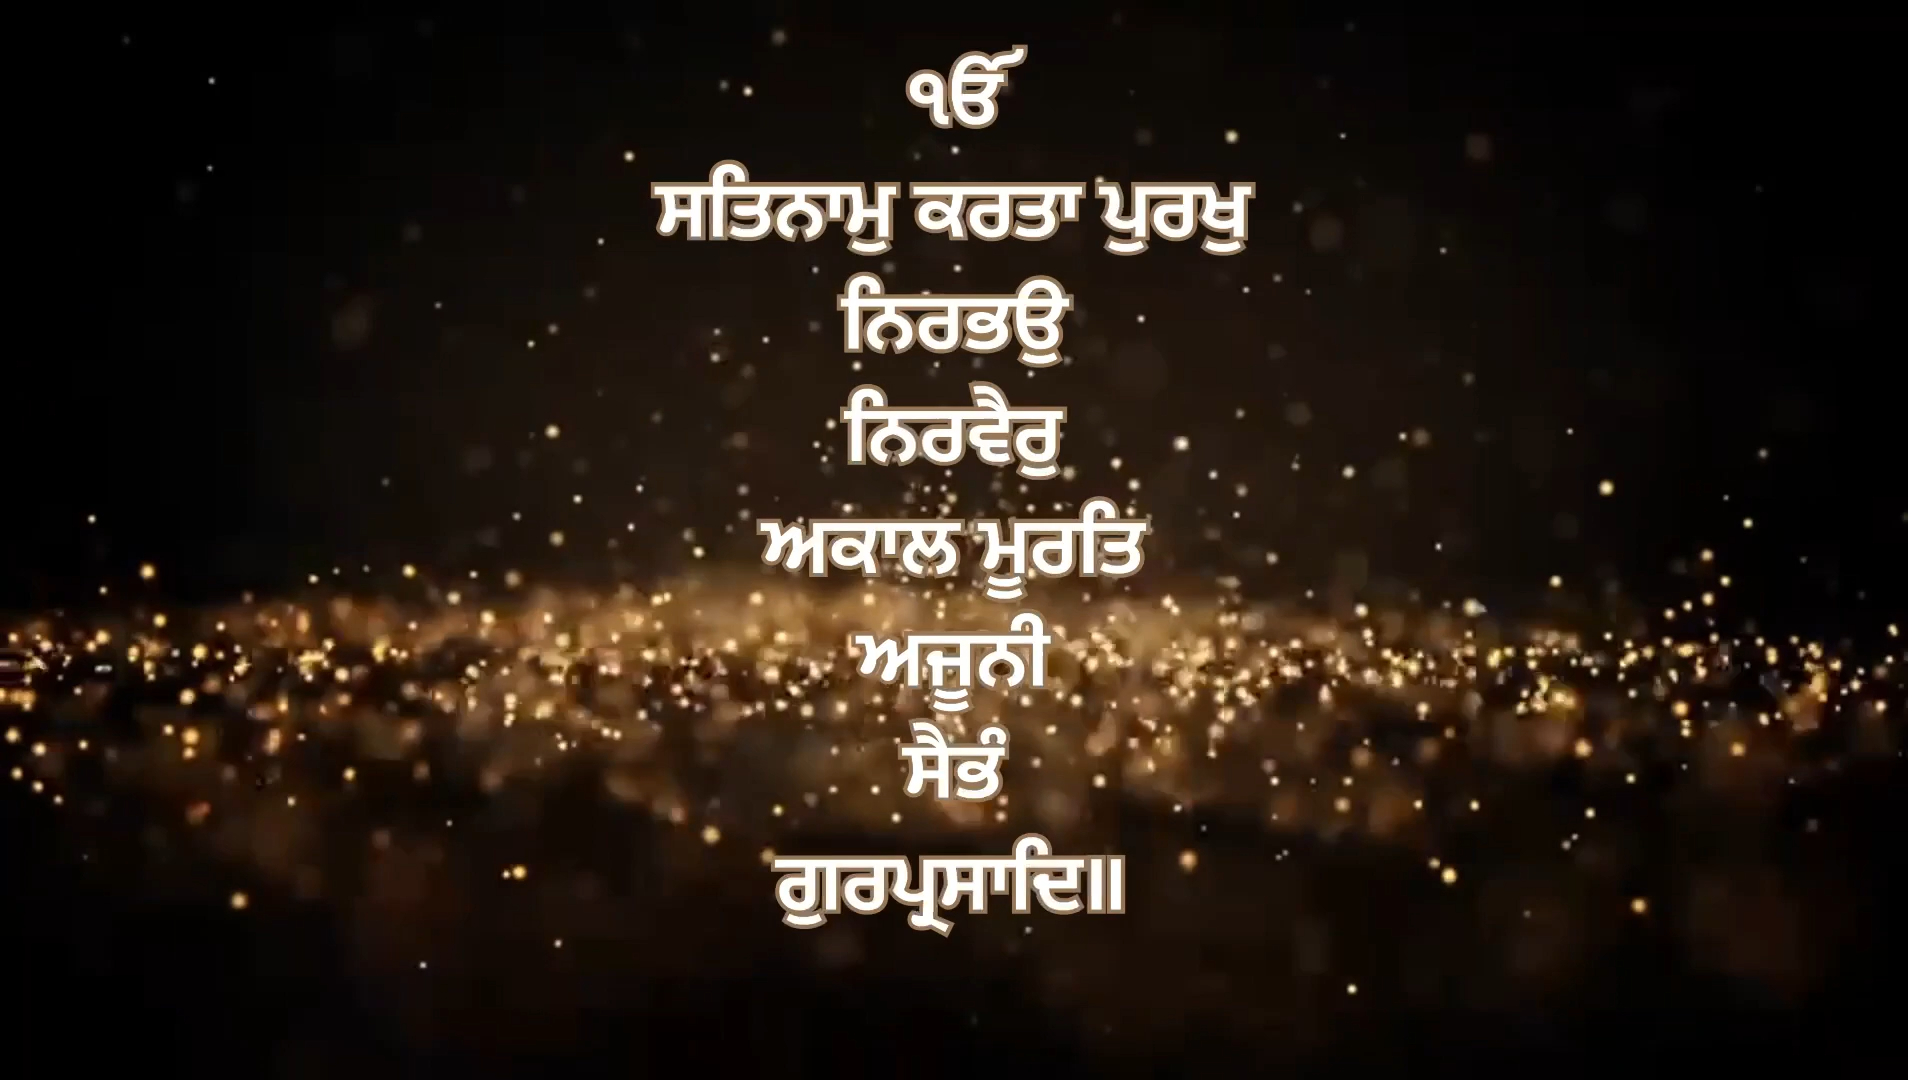 ੴ
ਸਤਿਨਾਮੁ ਕਰਤਾ ਪੁਰਖੁ
ਨਿਰਭਉ
ਨਿਰਵੈਰੁ
ਅਕਾਲ ਮੂਰਤਿ
ਅਜੂਨੀ
ਸੈਭੰ
ਗੁਰਪ੍ਰਸਾਦਿ॥